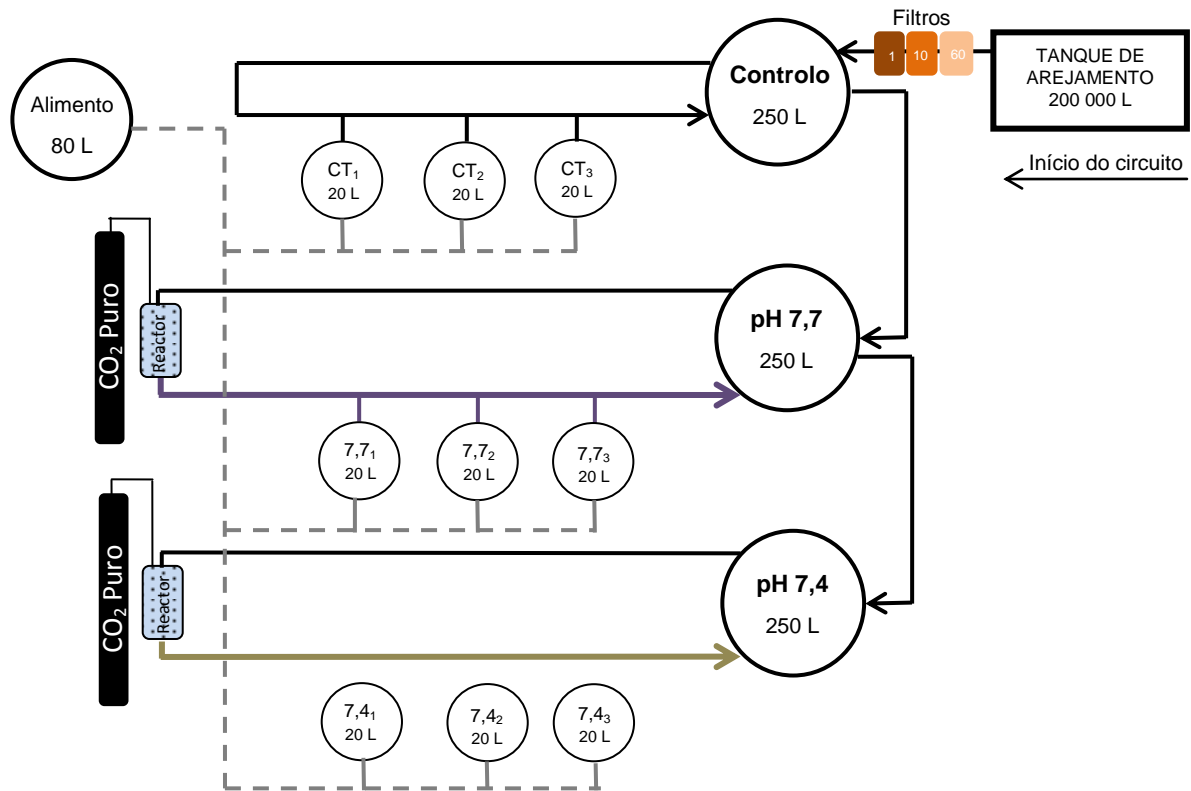 Filtros
1 10 60
TANQUE DE
AREJAMENTO
200 000 L
Início do circuito
Controlo
250 L
Alimento
80 L
CT₁
20 L
CT₂
20 L
CT₃
20 L
CO₂ Puro
Reactor
pH 7,7
250 L
7,7₁
20 L
7,7₂
20 L
7,7₃
20 L
CO₂ Puro
Reactor
pH 7,4
250 L
7,4₁
20 L
7,4₂
20 L
7,4₃
20 L